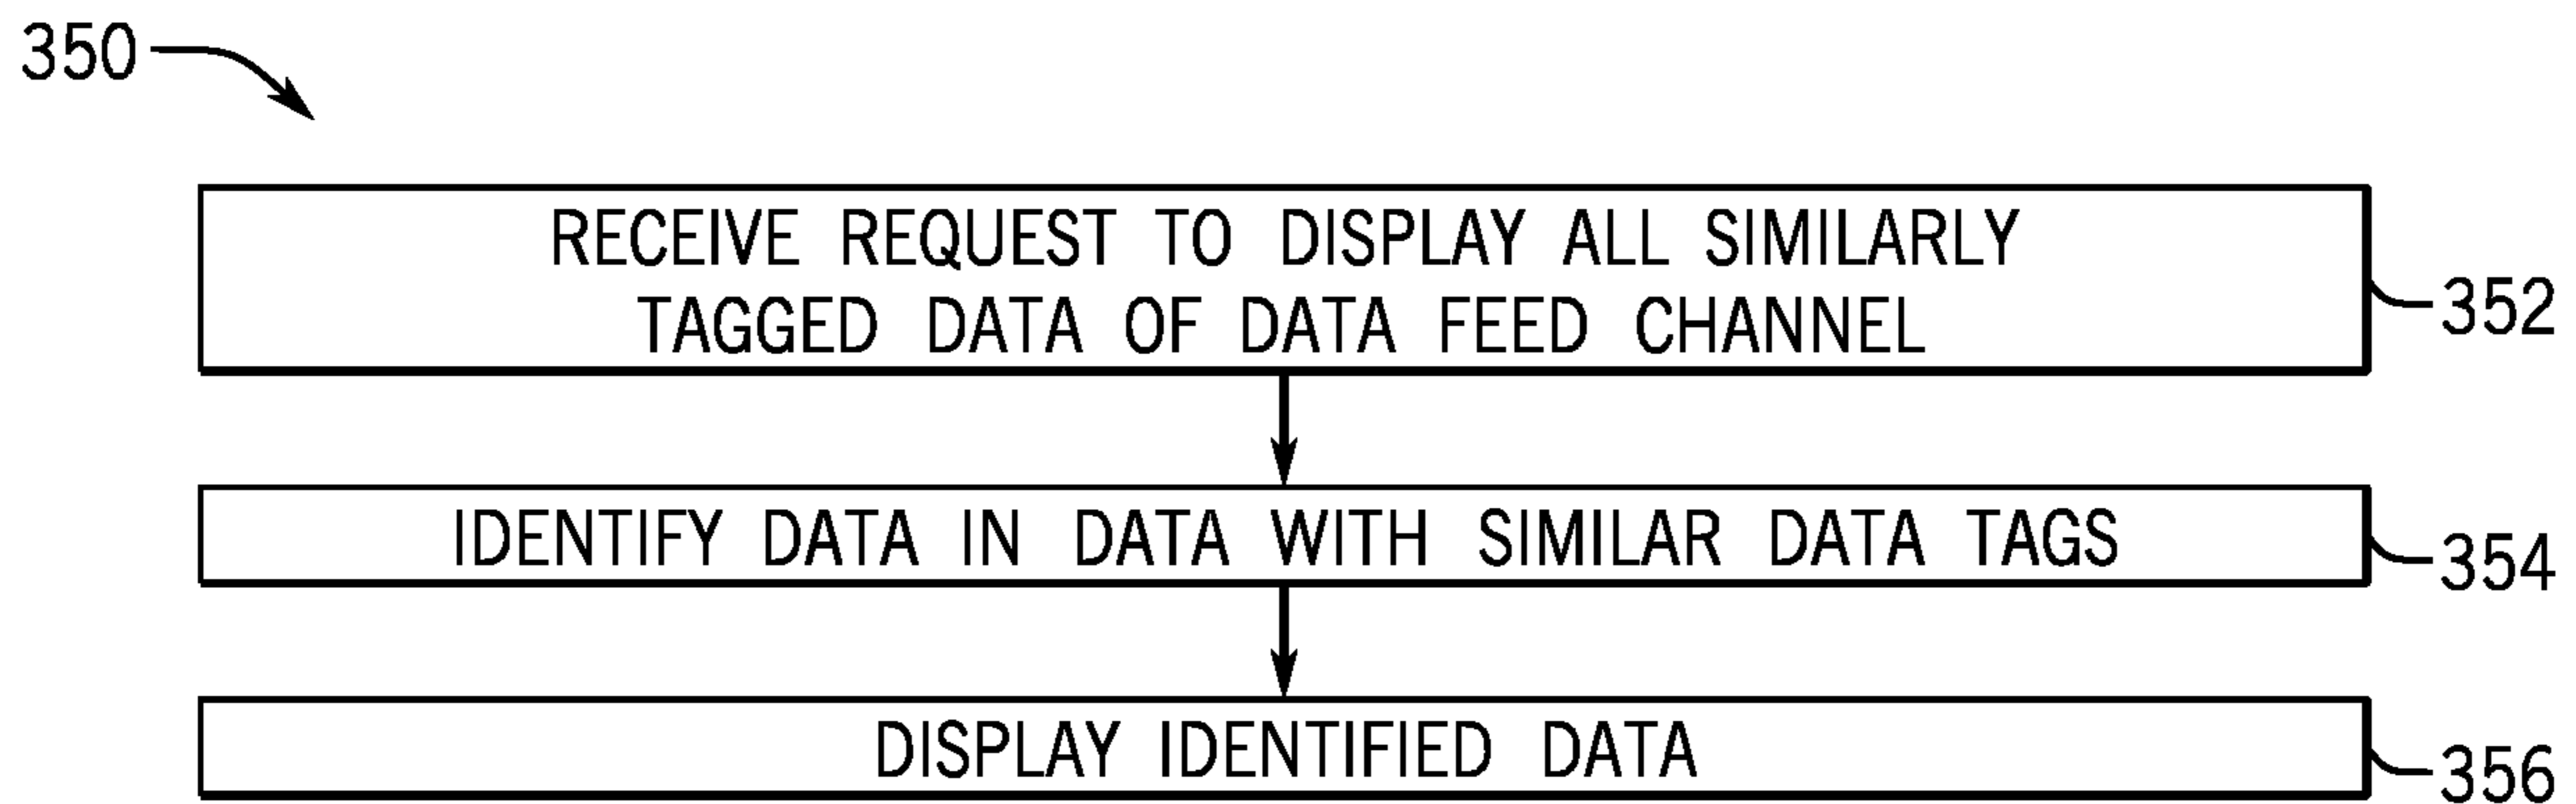 350
RECEIVE REQUEST TO DISPLAY ALL SIMILARLY
TAGGED DATA OF DATA FEED CHANNEL
352
IDENTIFY DATA IN DATA WITH SIMILAR DATA TAGS
354
DISPLAY IDENTIFIED DATA
356